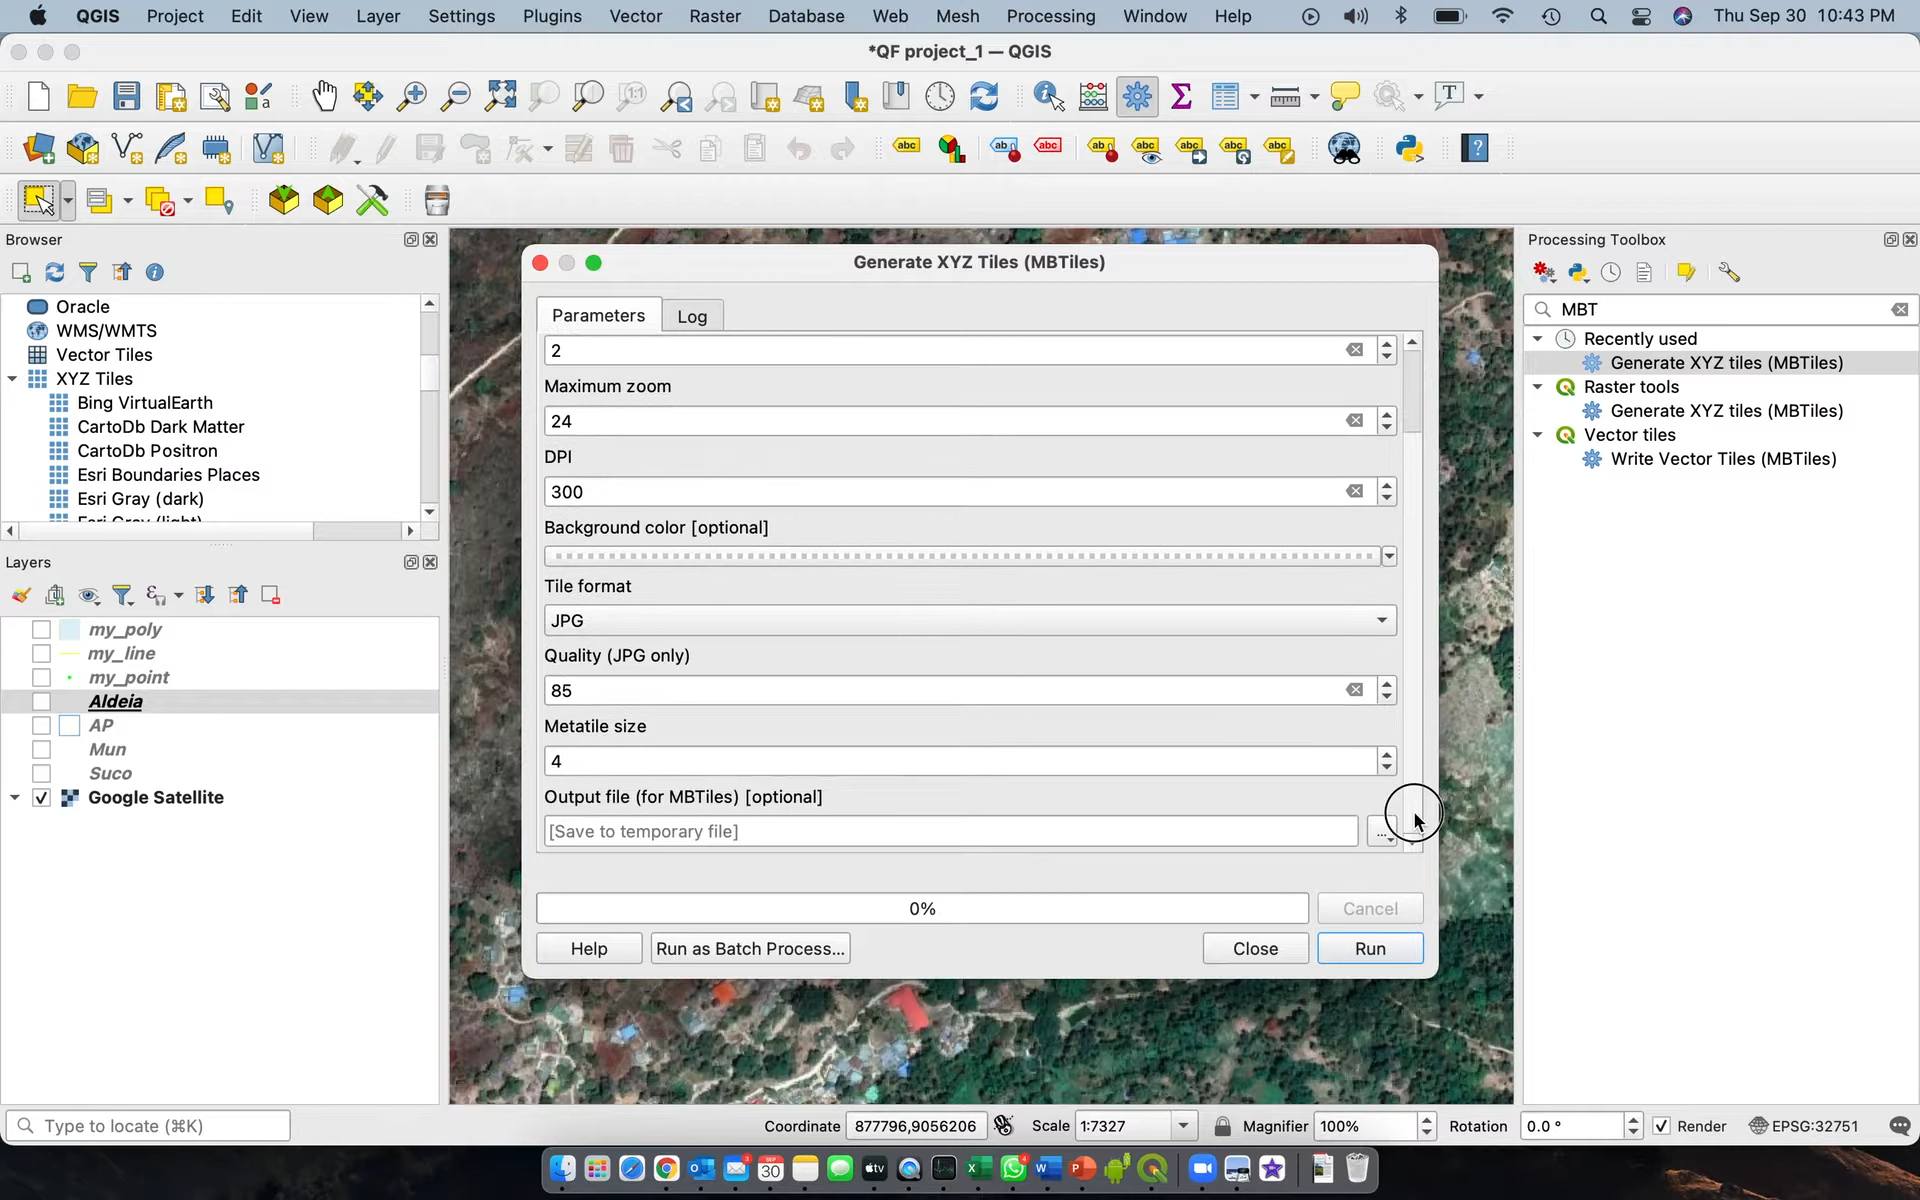 QGIS Project Edit View Layer Settings Plugins Vector Raster Database Web Mesh Processing Window Help Thu Sep 30 10:43 PM
*QF project_1 — QGIS
Browser
Oracle
WMS/WMTS
Vector Tiles
XYZ Tiles
Bing VirtualEarth
CartoDb Dark Matter
CartoDb Positron
Esri Boundaries Places
Esri Gray (dark)
Esri Gray (light)
Layers
my_poly
my_line
my_point
Aldeia
AP
Mun
Suco
Google Satellite
Generate XYZ Tiles (MBTiles)
Parameters Log
2
Maximum zoom
24
DPI
300
Background color [optional]
Tile format
JPG
Quality (JPG only)
85
Metatile size
4
Output file (for MBTiles) [optional]
[Save to temporary file]
...
0%
Cancel
Help Run as Batch Process... Close Run
Processing Toolbox
MBT
Recently used
Generate XYZ tiles (MBTiles)
Raster tools
Generate XYZ tiles (MBTiles)
Vector tiles
Write Vector Tiles (MBTiles)
Type to locate (⌘K) Coordinate 877796,9056206 Scale 1:7327 Magnifier 100% Rotation 0.0 ° Render EPSG:32751